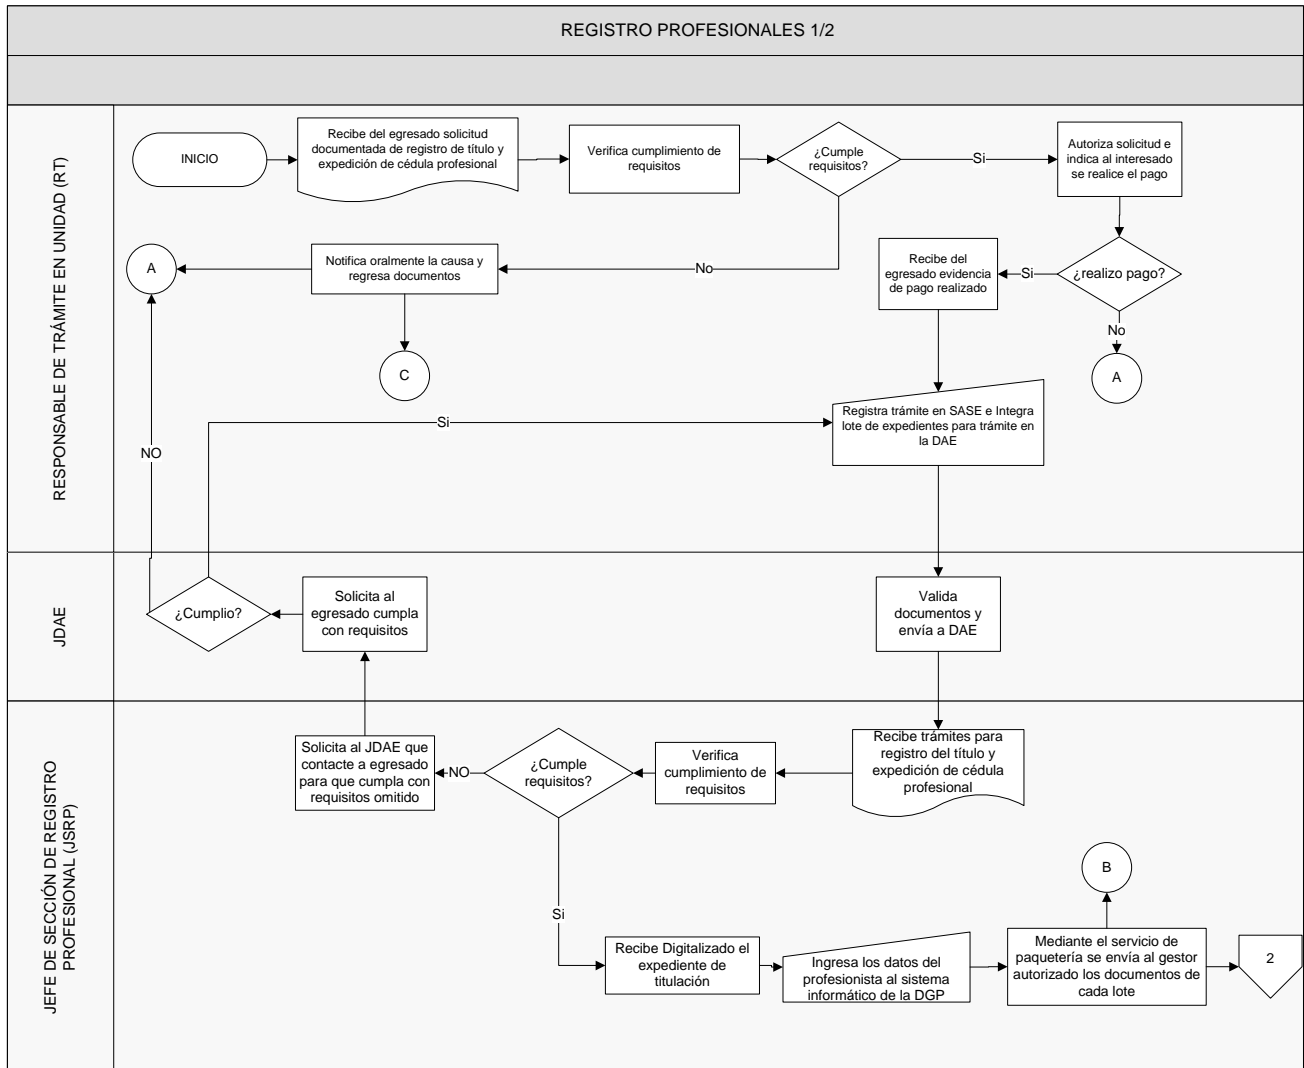 REGISTRO PROFESIONALES 1/2
RESPONSABLE DE TRÁMITE EN UNIDAD (RT)
INICIO
Recibe del egresado solicitud
documentada de registro de título y
expedición de cédula profesional
Verifica cumplimiento de
requisitos
¿Cumple
requisitos?
Si
Autoriza solicitud e
indica al interesado
se realice el pago
A
Notifica oralmente la causa y
regresa documentos
No
Recibe del
egresado evidencia
de pago realizado
Si
¿realizo pago?
No
C
A
Si
Registra trámite en SASE e Integra
lote de expedientes para trámite en
la DAE
NO
JDAE
¿Cumplio?
Solicita al
egresado cumpla
con requisitos
Valida
documentos y
envía a DAE
JEFE DE SECCIÓN DE REGISTRO
PROFESIONAL (JSRP)
Solicita al JDAE que
contacte a egresado
para que cumpla con
requisitos omitido
NO
¿Cumple
requisitos?
Verifica
cumplimiento de
requisitos
Recibe trámites para
registro del título y
expedición de cédula
profesional
B
Si
Recibe Digitalizado el
expediente de
titulación
Ingresa los datos del
profesionista al sistema
informático de la DGP
Mediante el servicio de
paquetería se envía al gestor
autorizado los documentos de
cada lote
2